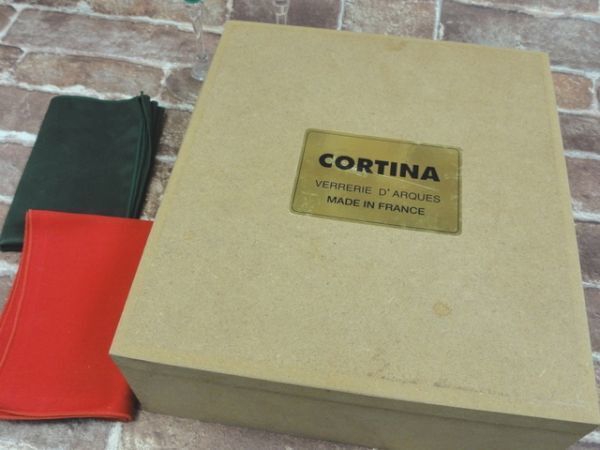 CORTINA
VERRERIE D'ARQUES
MADE IN FRANCE